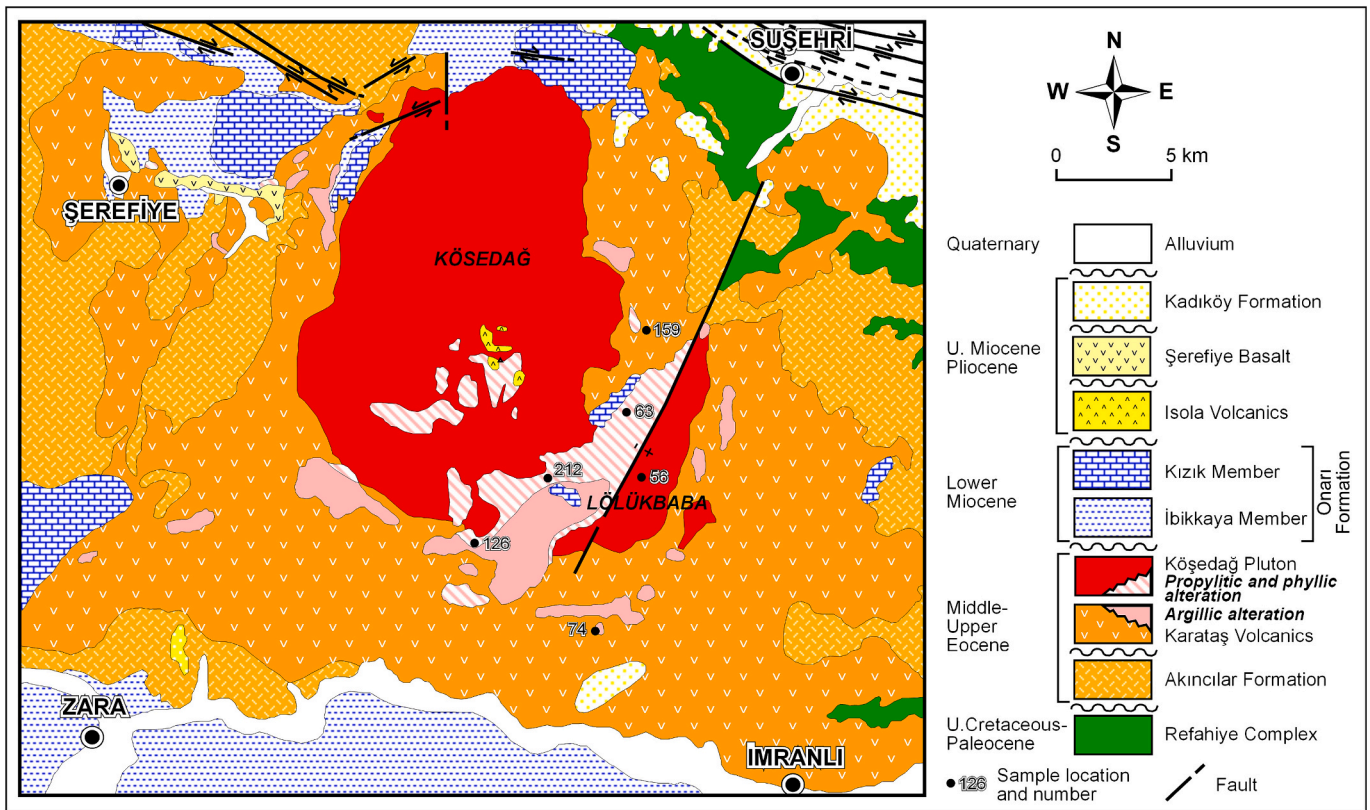 SUŞEHRİ
ŞEREFİYE
KÖSEDAĞ
159
63
212
56
LÖLÜKBABA
126
74
ZARA
İMRANLI
N
W E
S
0 5 km
Quaternary
Alluvium
Kadıköy Formation
U. Miocene
Pliocene
Şerefiye Basalt
Isola Volcanics
Lower
Miocene
Kızık Member
İbikkaya Member
Onarı
Formation
Middle-
Upper
Eocene
Köşedağ Pluton
Propylitic and phyllic
alteration
Argillic alteration
Karataş Volcanics
Akıncılar Formation
U.Cretaceous-
Paleocene
Refahiye Complex
126 Sample location
and number
Fault